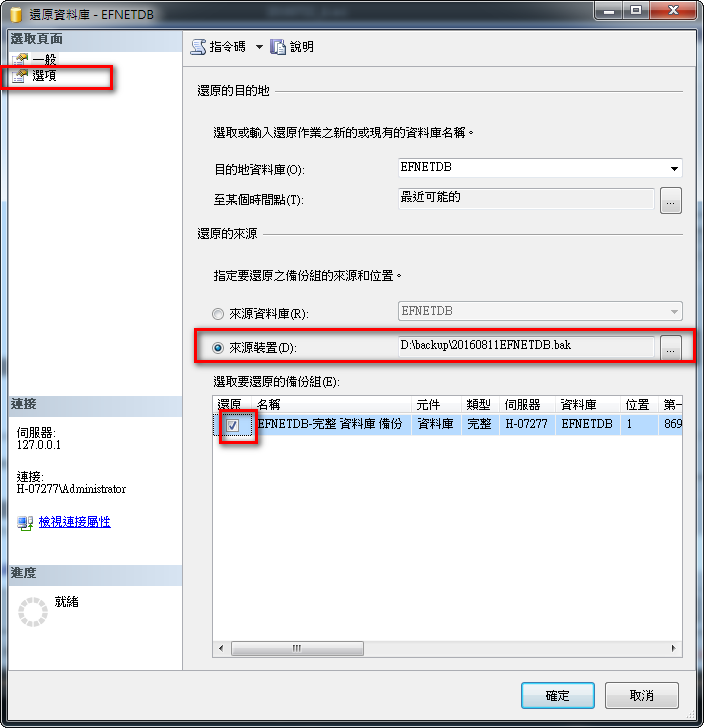 還原資料庫 - EFNETDB
選取頁面
一般
選項
指令碼
說明
還原的目的地
選取或輸入還原作業之新的或現有的資料庫名稱。
目的地資料庫(O):
EFNETDB
至某個時間點(T):
最近可能的
...
還原的來源
指定要還原之備份組的來源和位置。
來源資料庫(R):
EFNETDB
來源裝置(D):
D:\backup\20160811EFNETDB.bak
...
選取要還原的備份組(E):
還原 名稱 元件 類型 伺服器 資料庫 位置 第一
EFNETDB-完整 資料庫 備份 資料庫 完整 H-07277 EFNETDB 1 869
連接
伺服器:
127.0.0.1
連接:
H-07277\Administrator
檢視連接屬性
進度
就緒
確定
取消